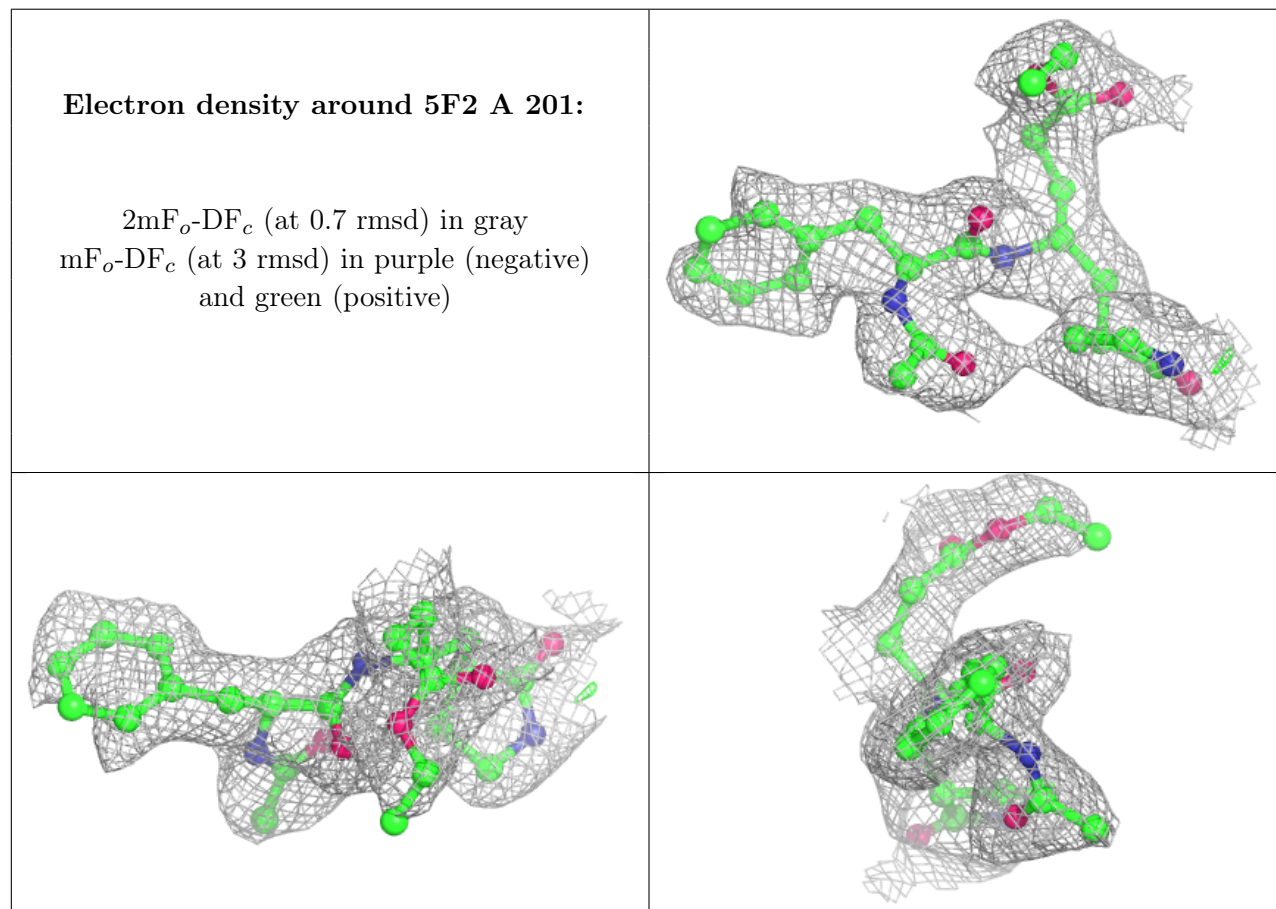 Electron density around 5F2 A 201:
2mFo-DFc (at 0.7 rmsd) in gray
mFo-DFc (at 3 rmsd) in purple (negative)
and green (positive)